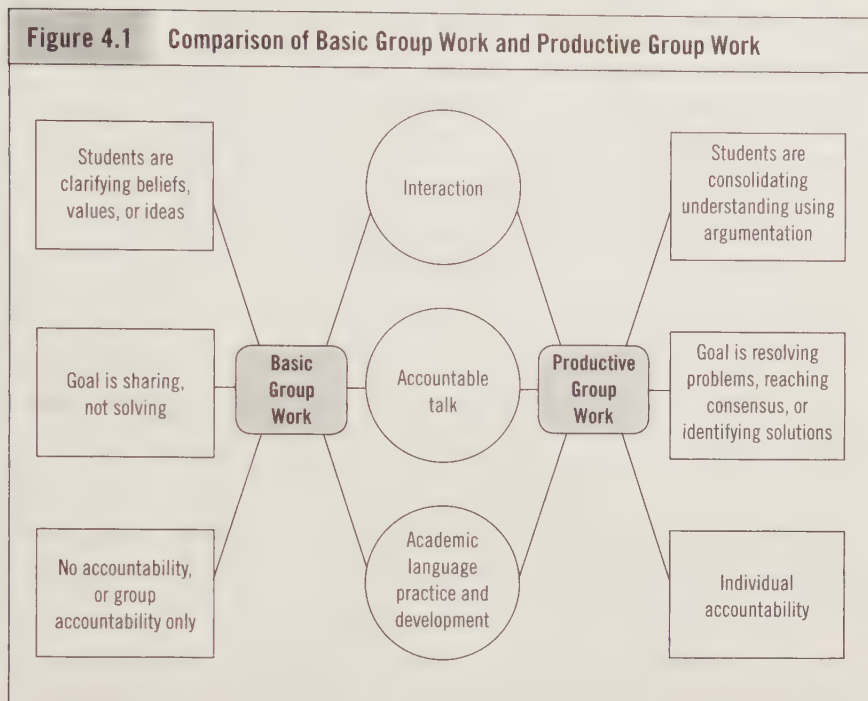 Figure 4.1 Comparison of Basic Group Work and Productive Group Work
Students are
clarifying beliefs,
values, or ideas
Goal is sharing,
not solving
No accountability,
or group
accountability only
Basic
Group
Work
Interaction
Accountable
talk
Academic
language
practice and
development
Productive
Group
Work
Students are
consolidating
understanding using
argumentation
Goal is resolving
problems, reaching
consensus, or
identifying solutions
Individual
accountability